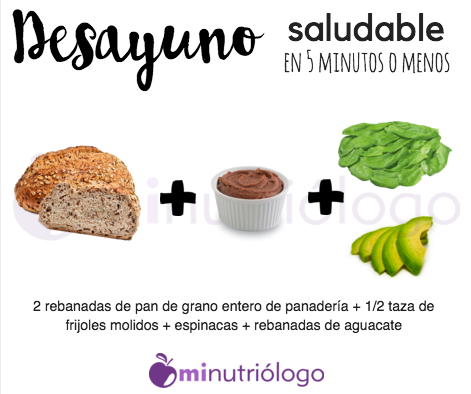 Desayuno saludable
EN 5 MINUTOS O MENOS
minutriólogo
2 rebanadas de pan de grano entero de panadería + 1/2 taza de
frijoles molidos + espinacas + rebanadas de aguacate
minutriólogo